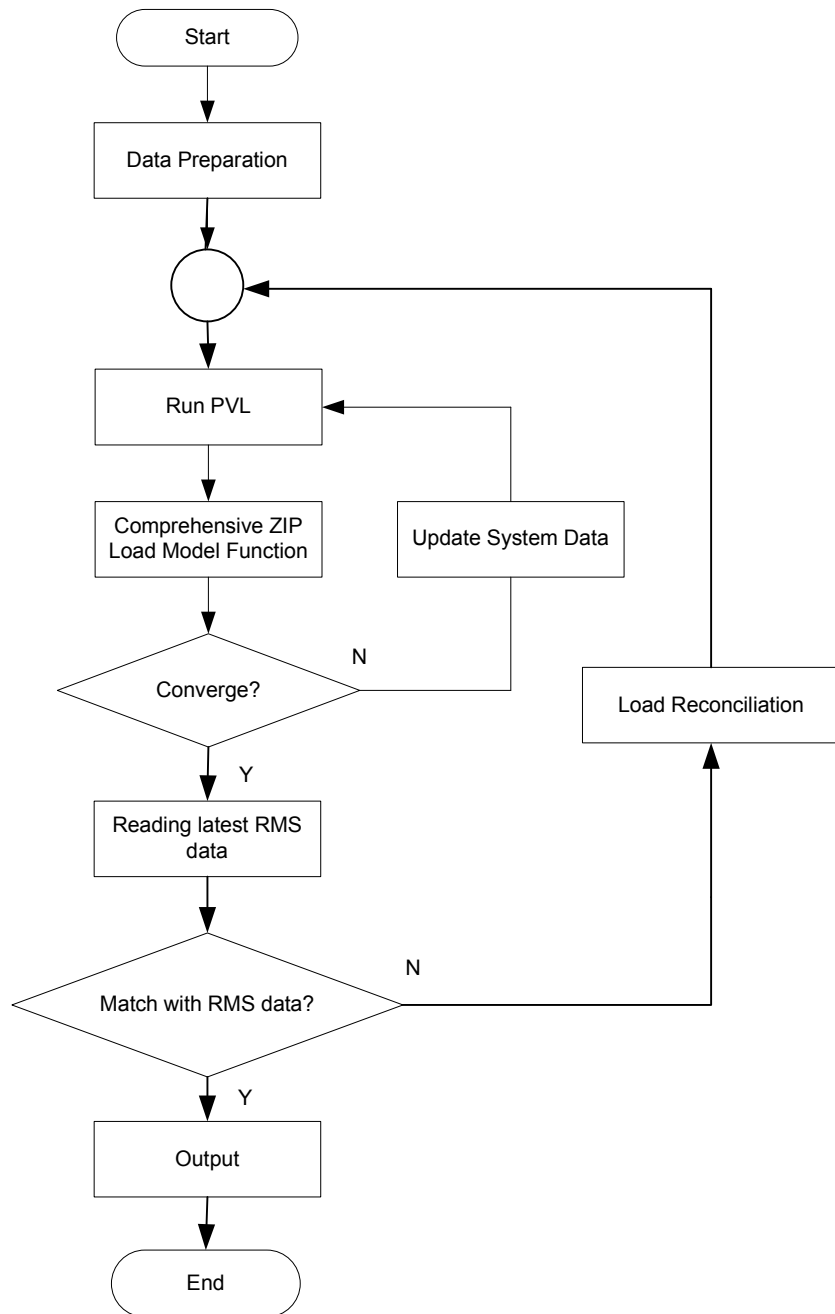 Start
Data Preparation
Run PVL
Comprehensive ZIP
Load Model Function
Update System Data
N
Converge?
Load Reconciliation
Y
Reading latest RMS
data
N
Match with RMS data?
Y
Output
End